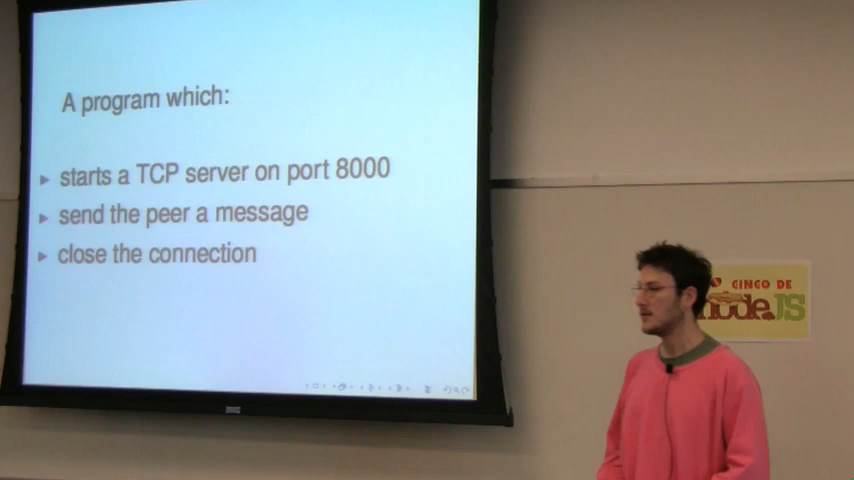 A program which:
starts a TCP server on port 8000
send the peer a message
close the connection
CINCO DE
nodeJS